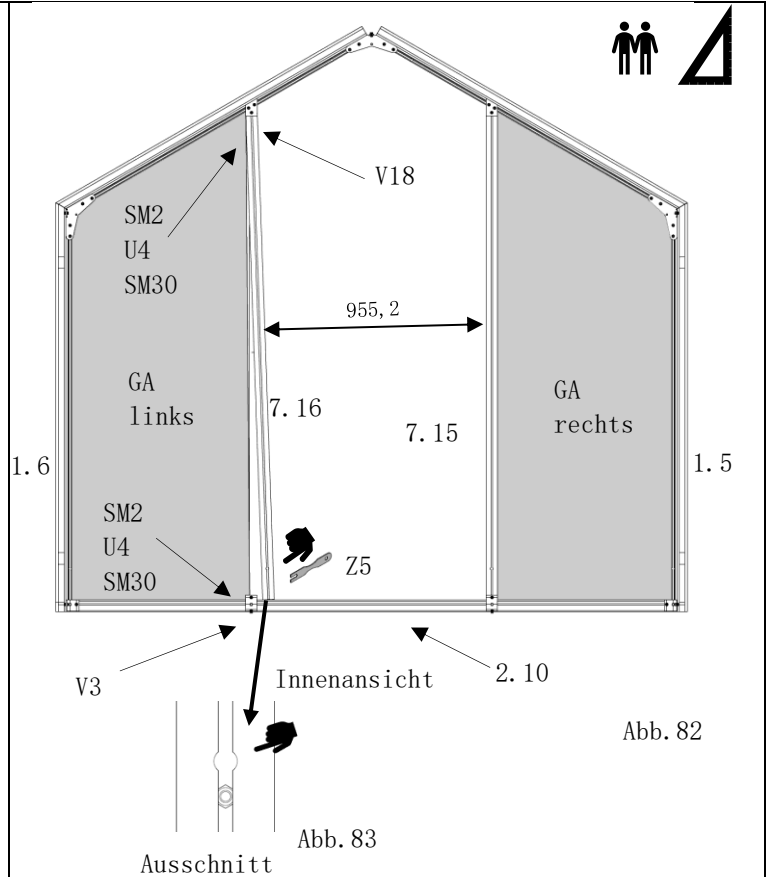 V18
SM2
U4
SM30
955,2
GA
links
GA
rechts
7.16
7.15
1.6
1.5
SM2
U4
SM30
Z5
V3
Innenansicht
2.10
Abb.82
Abb.83
Ausschnitt